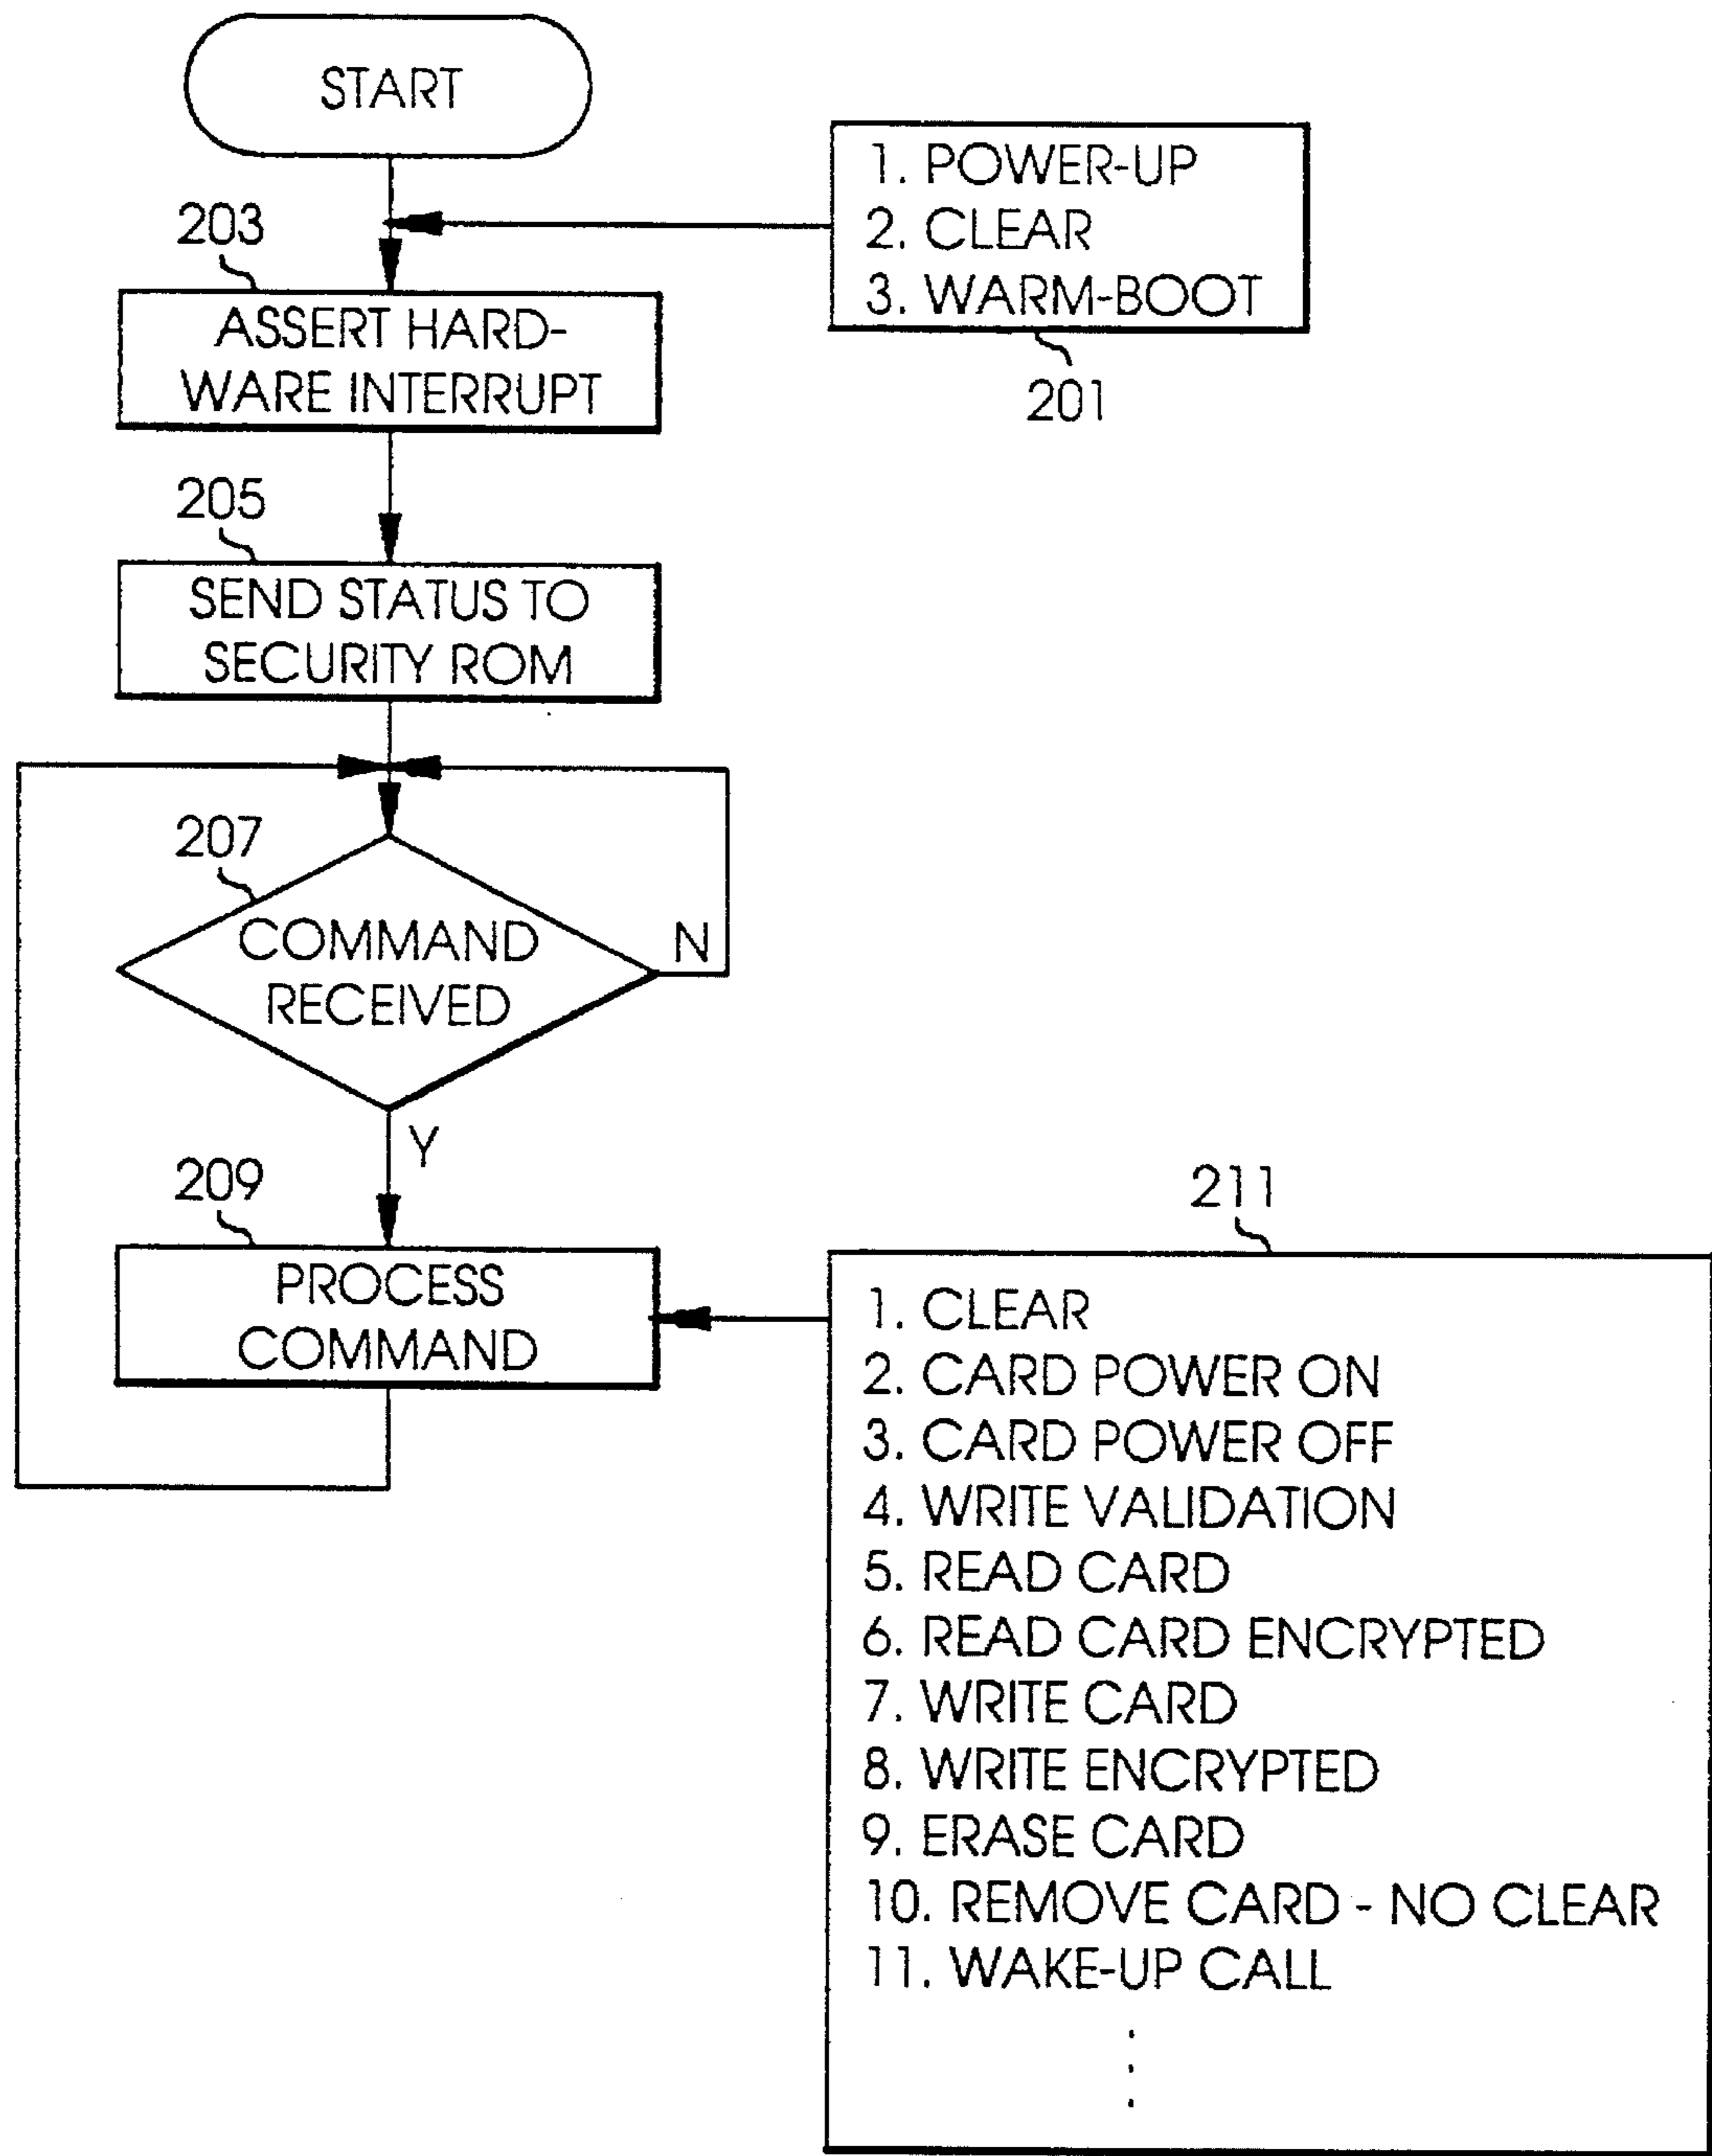 START
1. POWER-UP
2. CLEAR
3. WARM-BOOT
201
203
ASSERT HARD-
WARE INTERRUPT
205
SEND STATUS TO
SECURITY ROM
207
COMMAND
RECEIVED
N
Y
209
PROCESS
COMMAND
211
1. CLEAR
2. CARD POWER ON
3. CARD POWER OFF
4. WRITE VALIDATION
5. READ CARD
6. READ CARD ENCRYPTED
7. WRITE CARD
8. WRITE ENCRYPTED
9. ERASE CARD
10. REMOVE CARD - NO CLEAR
11. WAKE-UP CALL
.
.
.